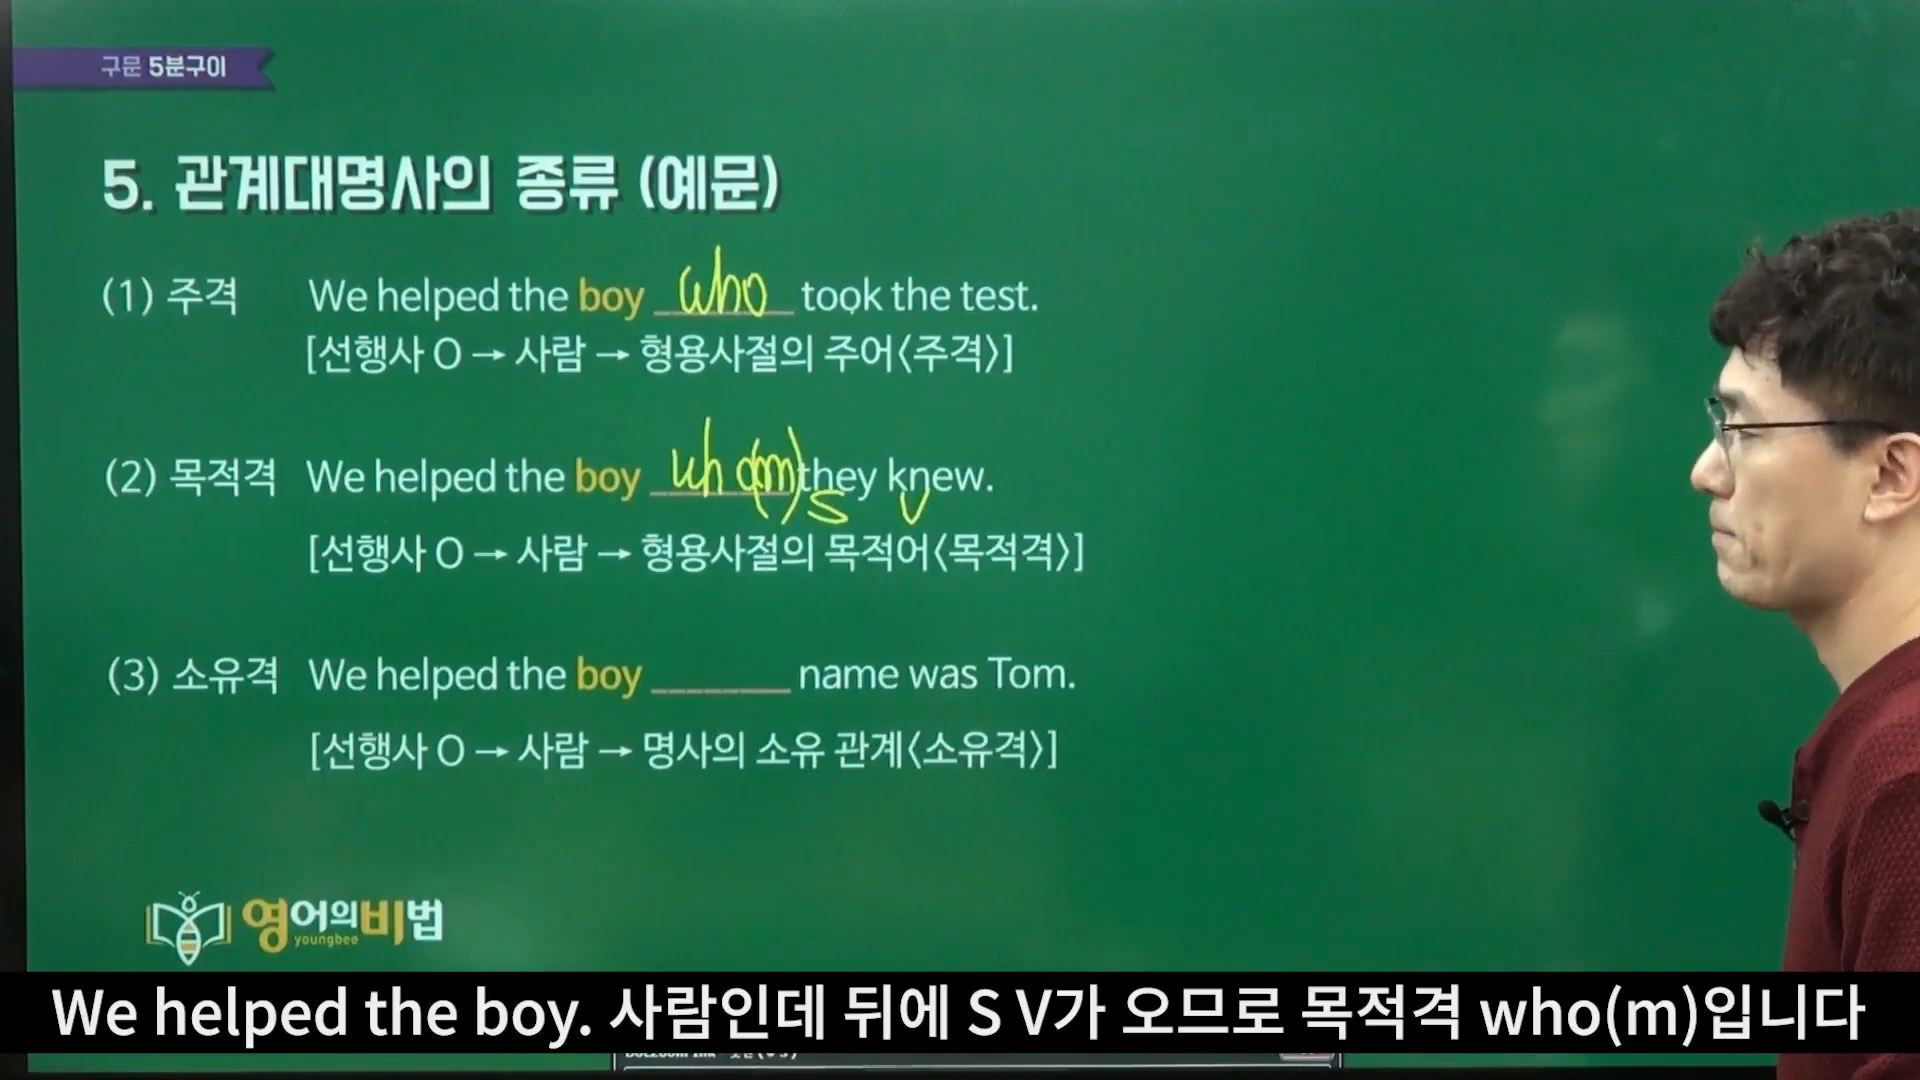 구문 5분구이
5. 관계대명사의 종류 (예문)
(1) 주격 We helped the boy who took the test.
[선행사 O → 사람 → 형용사절의 주어<주격>]
(2) 목적격 We helped the boy who(m) they knew.
S V
[선행사 O → 사람 → 형용사절의 목적어<목적격>]
(3) 소유격 We helped the boy _______ name was Tom.
[선행사 O → 사람 → 명사의 소유 관계<소유격>]
영어의비법
youngbee
We helped the boy. 사람인데 뒤에 S V가 오므로 목적격 who(m)입니다